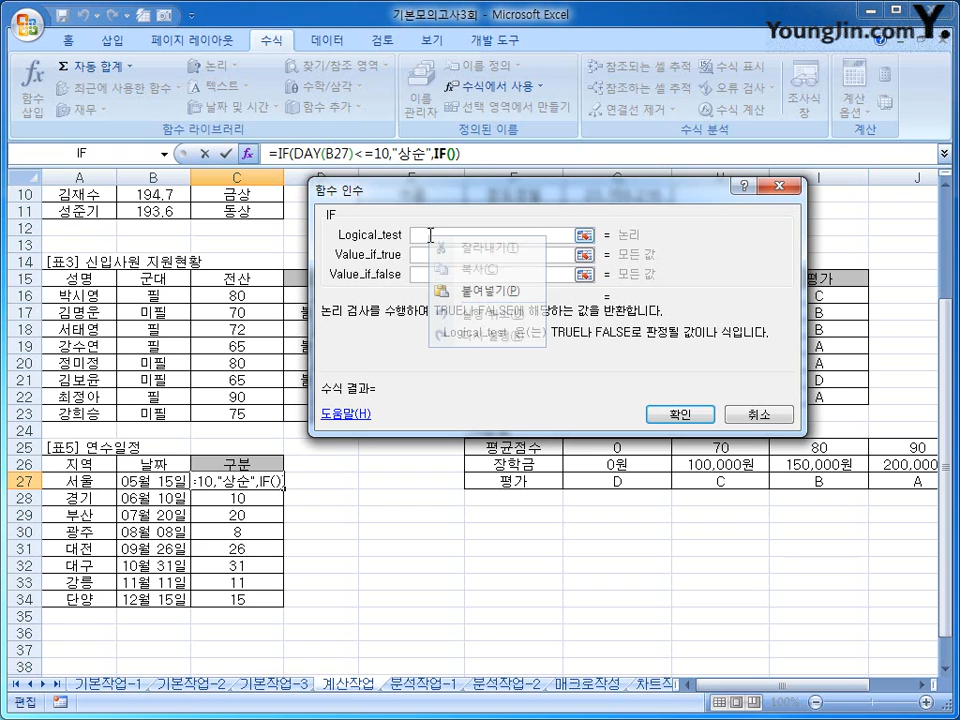 기본모의고사3회 - Microsoft Excel
Younglin.com Y.
홈 삽입 페이지 레이아웃 수식 데이터 검토 보기 개발 도구
함수 삽입
Σ 자동 합계
최근에 사용한 함수
재무
논리
텍스트
날짜 및 시간
찾기/참조 영역
수학/삼각
함수 추가
함수 라이브러리
이름 관리자
이름 정의
수식에서 사용
선택 영역에서 만들기
정의된 이름
참조되는 셀 추적
참조하는 셀 추적
연결선 제거
수식 표시
오류 검사
수식 계산
수식 분석
조사식 창
계산 옵션
계산
IF
fx
=IF(DAY(B27)<=10,"상순",IF())
A B C I J
10 김재수 194.7 금상
11 성준기 193.6 동상
12
13
14 [표3] 신입사원 지원현황
15 성명 군대 전산 평가
16 박시영 필 80 C
17 김명운 미필 70 B
18 서태영 필 72 B
19 강수연 필 65 A
20 정미정 미필 80 A
21 김보윤 미필 65 D
22 최정아 필 90 A
23 강희승 미필 75
24
25 [표5] 연수일정 평균점수 0 70 80 90
26 지역 날짜 구분 장학금 0원 100,000원 150,000원 200,000
27 서울 05월 15일 =10,"상순",IF() 평가 D C B A
28 경기 06월 10일 10
29 부산 07월 20일 20
30 광주 08월 08일 8
31 대전 09월 26일 26
32 대구 10월 31일 31
33 강릉 11월 11일 11
34 단양 12월 15일 15
35
36
37
38
함수 인수
IF
Logical_test = 논리
Value_if_true = 모든 값
Value_if_false = 모든 값
=
잘라내기(T)
복사(C)
붙여넣기(P)
논리 검사를 수행하여 TRUE나 FALSE에 해당하는 값을 반환합니다.
Logical_test 은(는) TRUE나 FALSE로 판정될 값이나 식입니다.
수식 결과=
도움말(H)
확인 취소
기본작업-1 기본작업-2 기본작업-3 계산작업 분석작업-1 분석작업-2 매크로작성 차트작
편집
100%